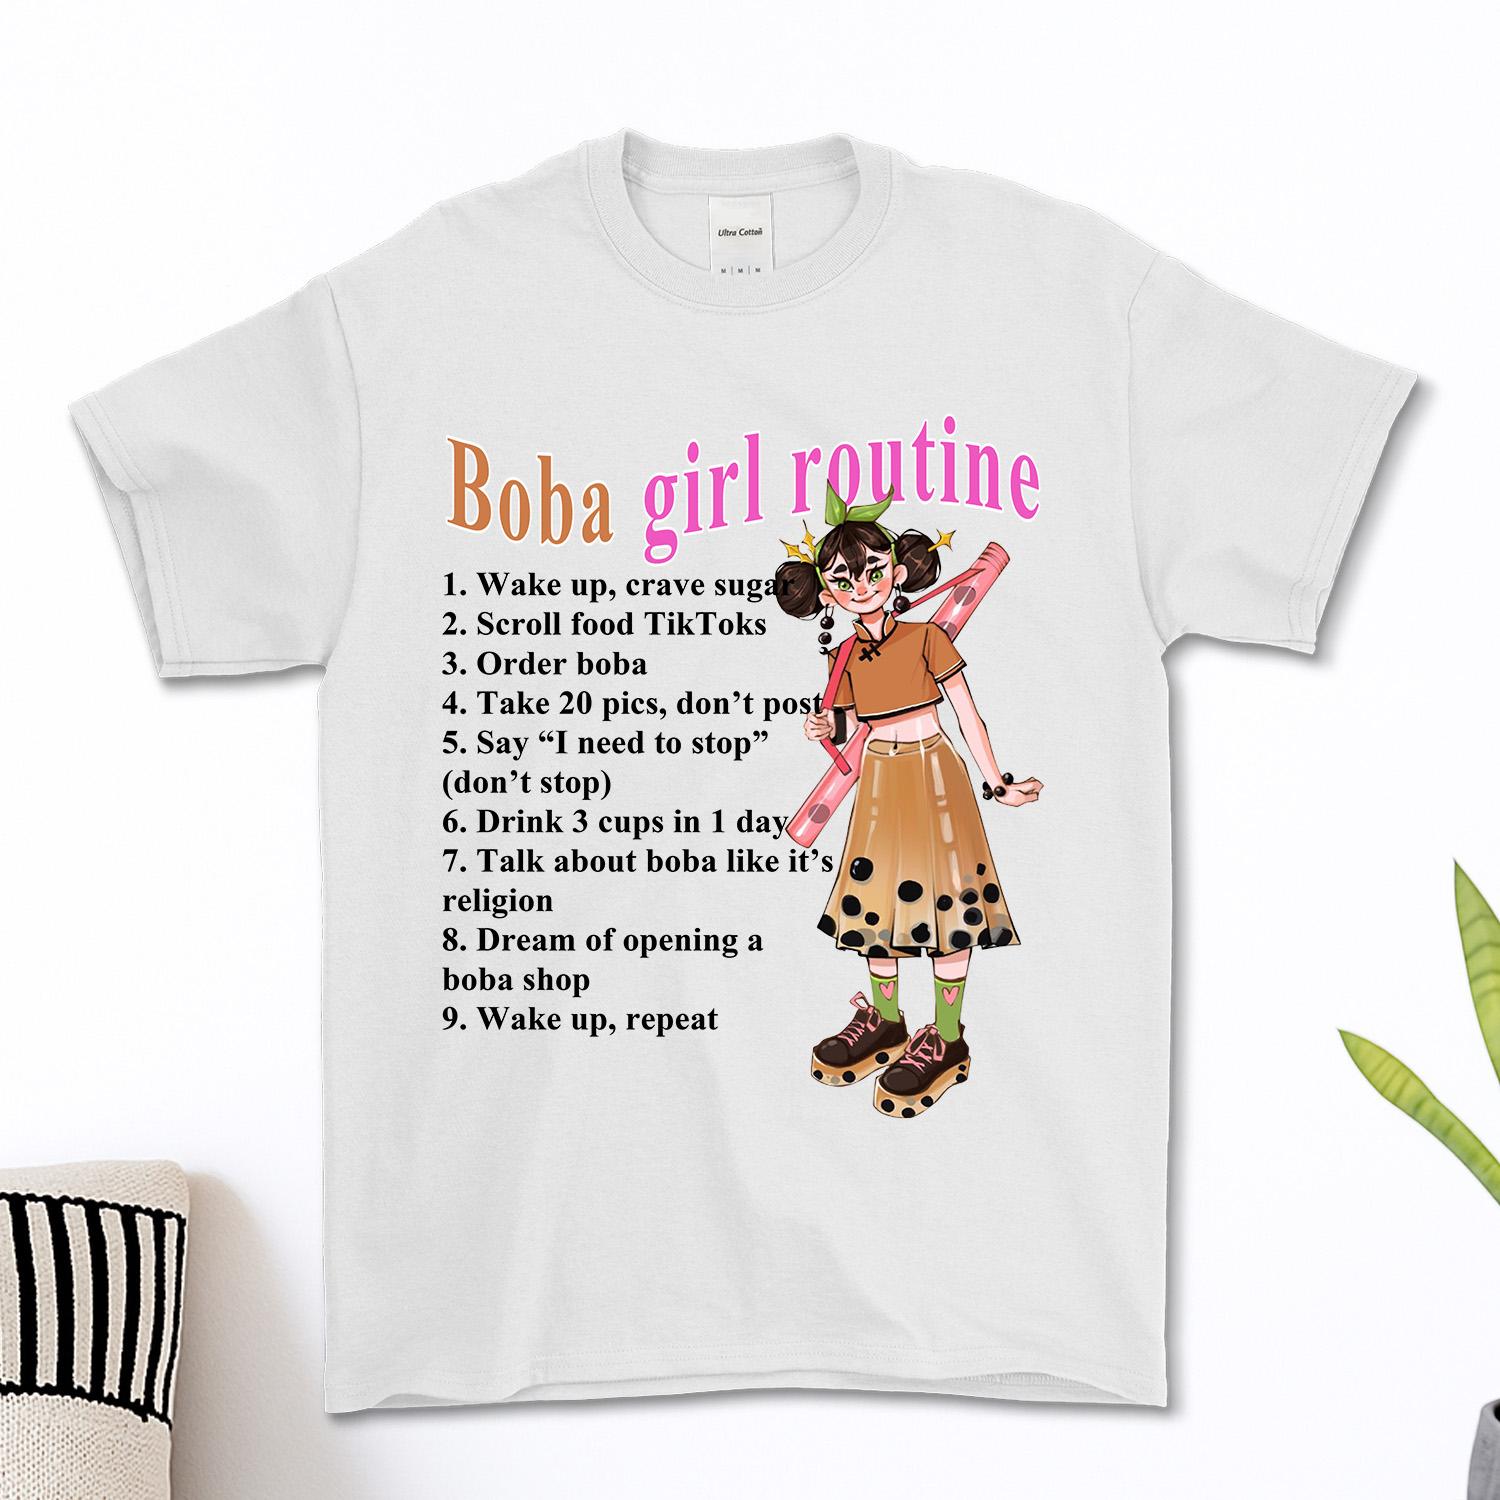 Ultra Cotton
M | M | M
Boba girl routine
1. Wake up, crave sugar
2. Scroll food TikToks
3. Order boba
4. Take 20 pics, don’t post
5. Say “I need to stop”
(don’t stop)
6. Drink 3 cups in 1 day
7. Talk about boba like it’s
religion
8. Dream of opening a
boba shop
9. Wake up, repeat